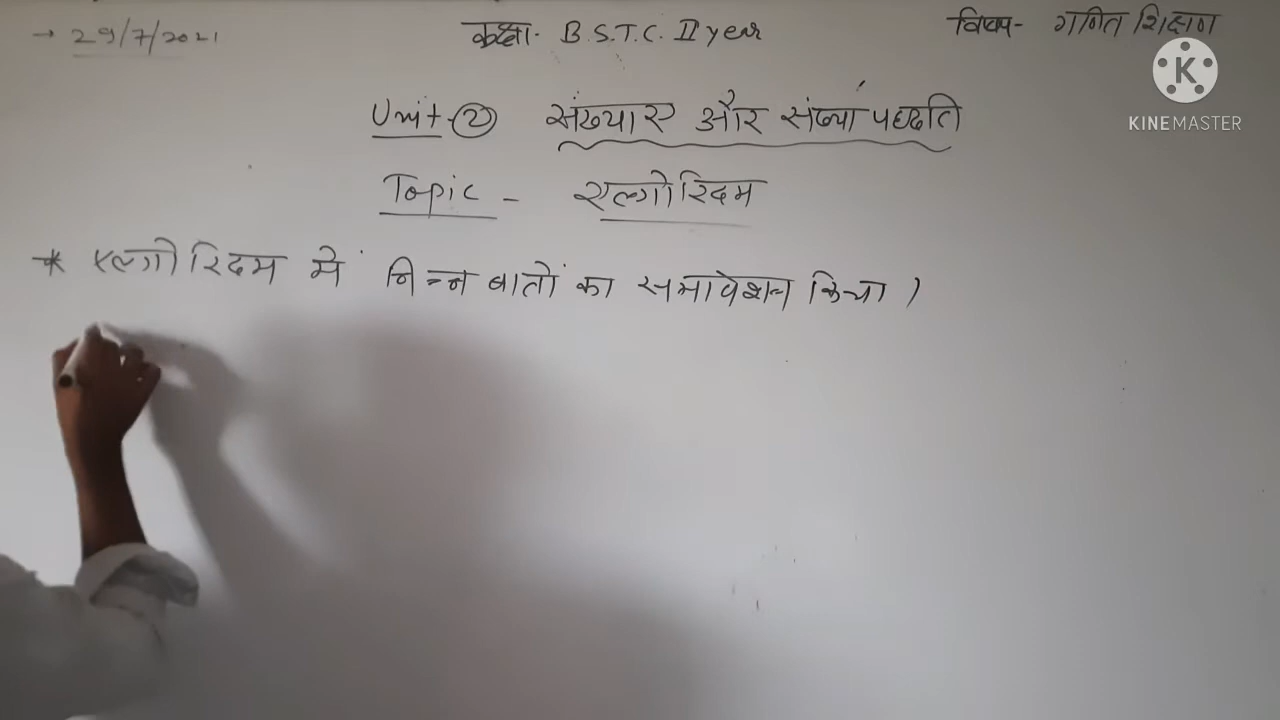 → 29/7/2021 कक्षा- B.S.T.C. II year विषय- गणित शिक्षण
KINEMASTER
Unit-② संख्याए और संख्यां पद्धति
Topic - एल्गोरिदम
* एल्गोरिदम में निम्न बातों का समावेशन किया।